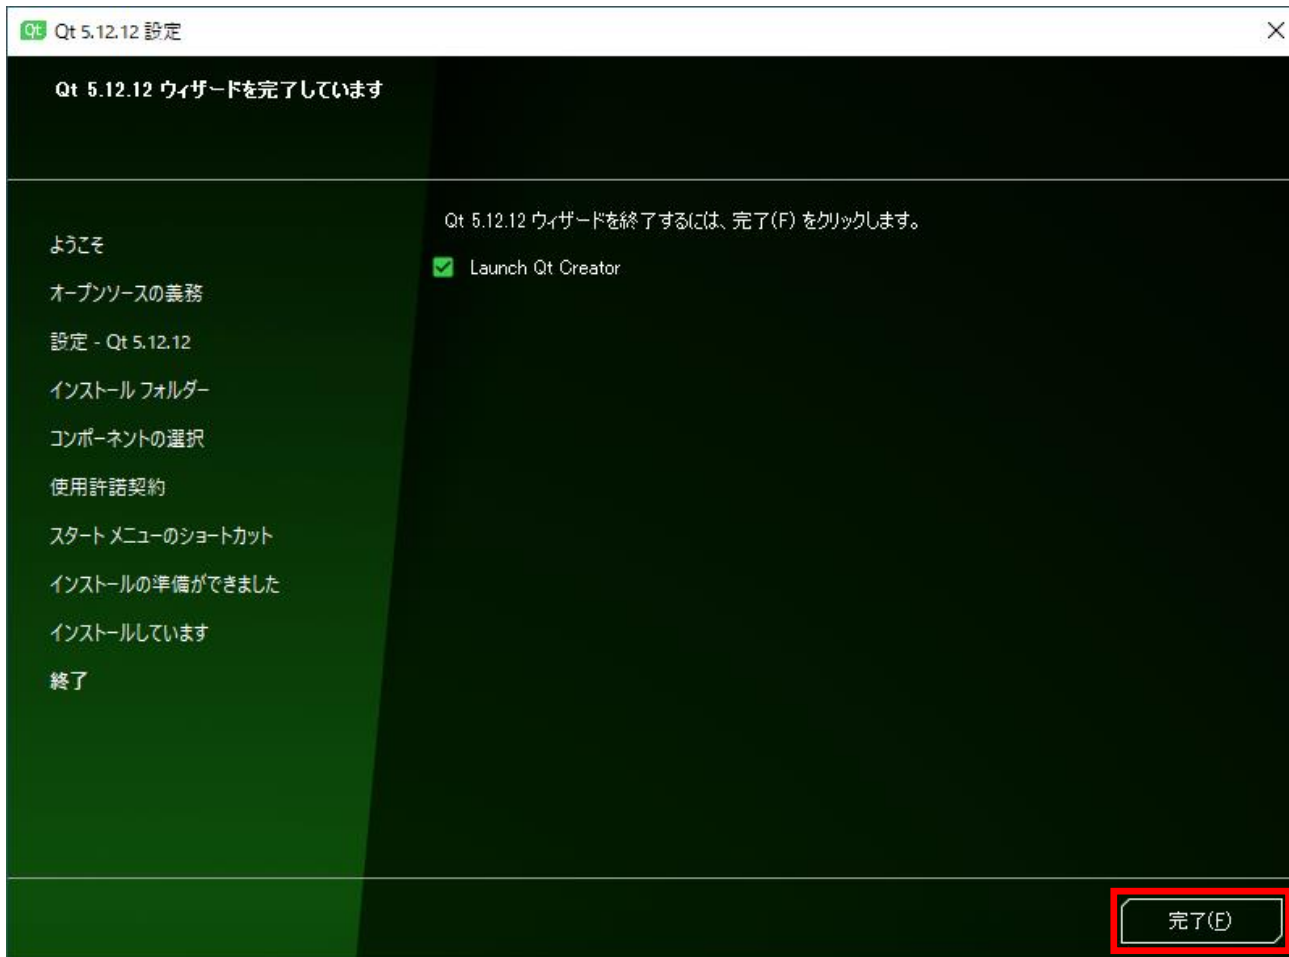 Qt Qt 5.12.12 設定
Qt 5.12.12 ウィザードを完了しています
Qt 5.12.12 ウィザードを終了するには、完了(F) をクリックします。
Launch Qt Creator
ようこそ
オープンソースの義務
設定 - Qt 5.12.12
インストール フォルダー
コンポーネントの選択
使用許諾契約
スタート メニューのショートカット
インストールの準備ができました
インストールしています
終了
完了(F)